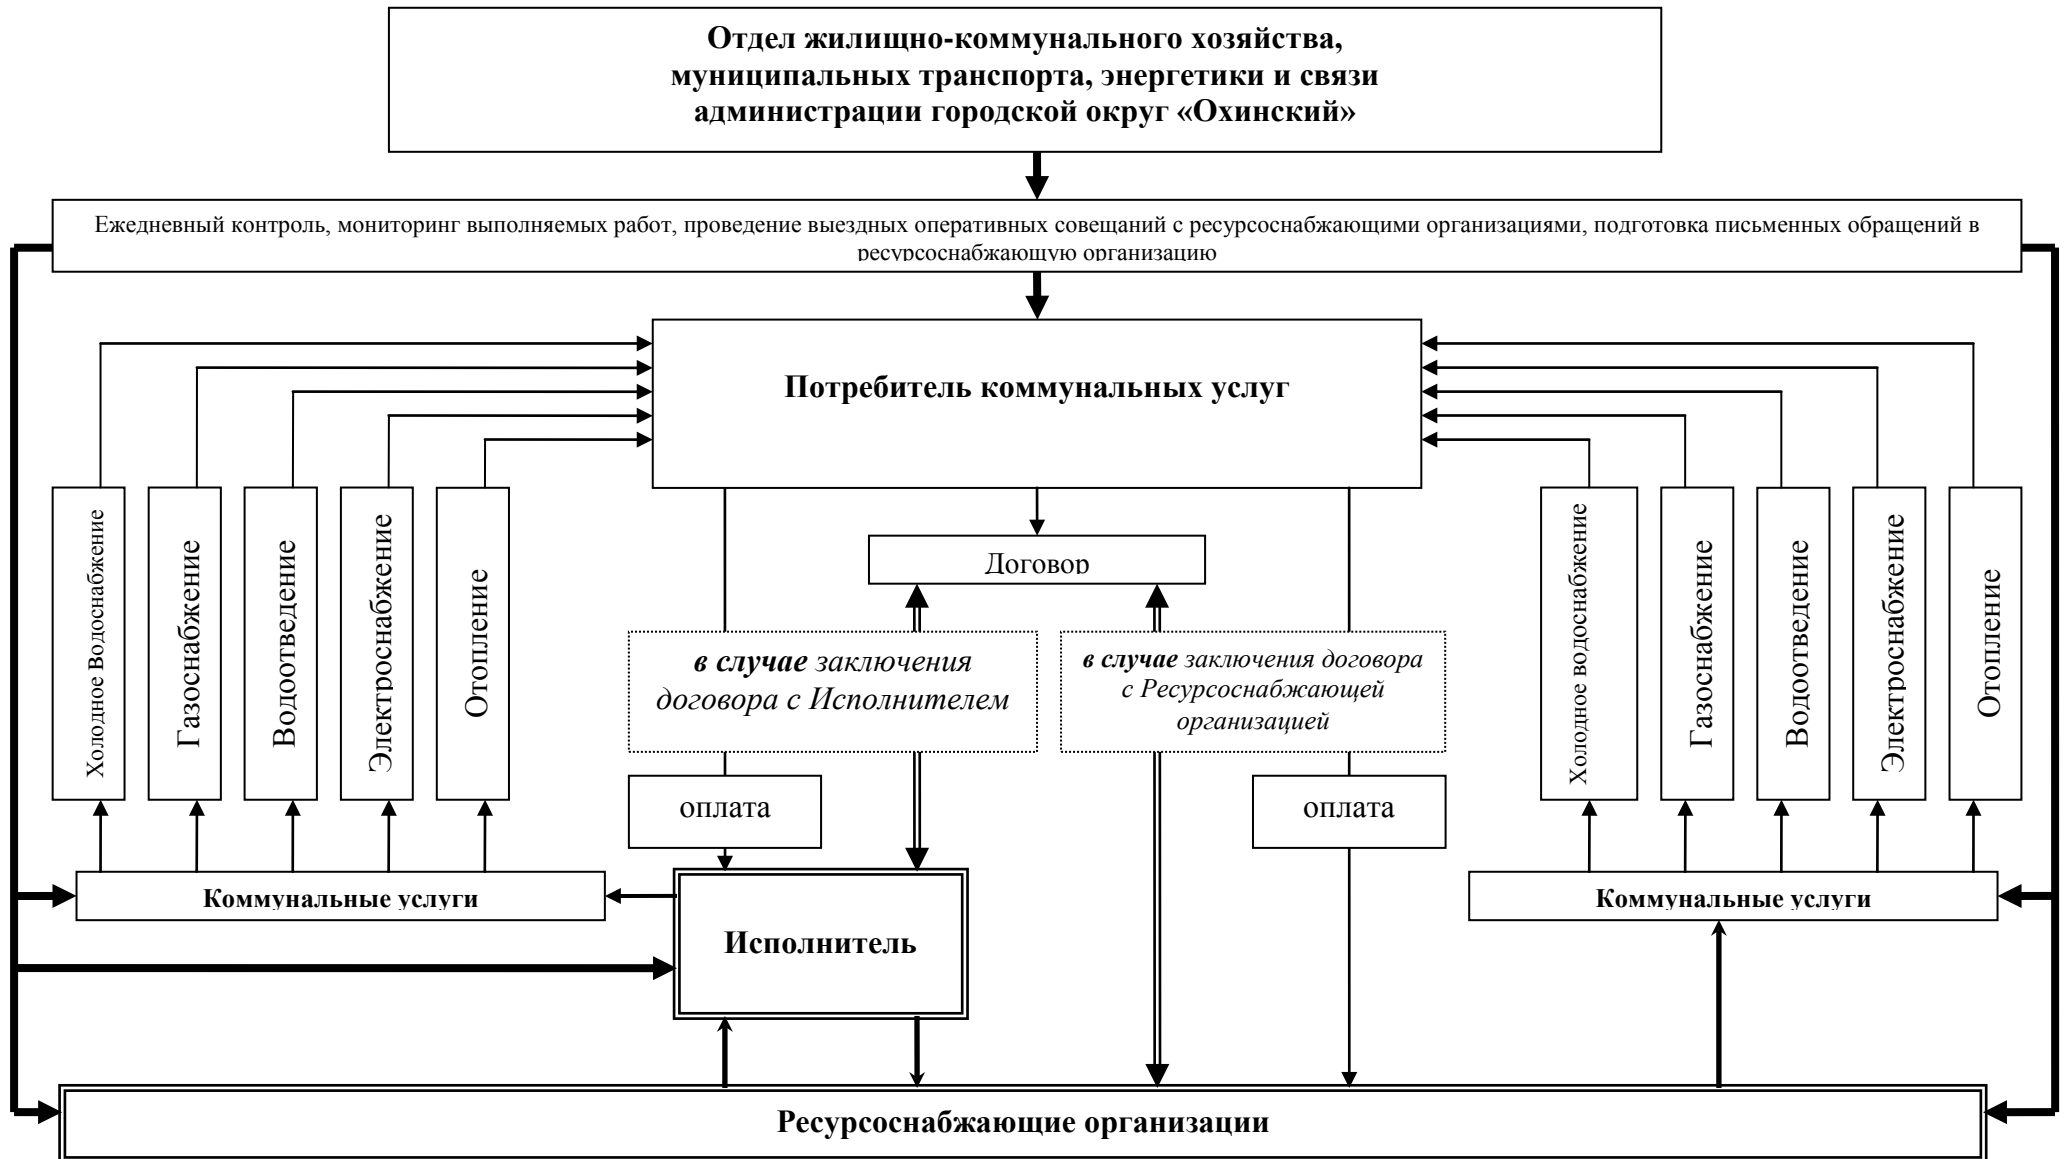 Отдел жилищно-коммунального хозяйства,
муниципальных транспорта, энергетики и связи
администрации городской округ «Охинский»
Ежедневный контроль, мониторинг выполняемых работ, проведение выездных оперативных совещаний с ресурсоснабжающими организациями, подготовка письменных обращений в
ресурсоснабжающую организацию
Потребитель коммунальных услуг
Холодное Водоснабжение
Газоснабжение
Водоотведение
Электроснабжение
Отопление
Договор
в случае заключения
договора с Исполнителем
в случае заключения договора
с Ресурсоснабжающей
организацией
Холодное водоснабжение
Газоснабжение
Водоотведение
Электроснабжение
Отопление
оплата
оплата
Коммунальные услуги
Исполнитель
Коммунальные услуги
Ресурсоснабжающие организации